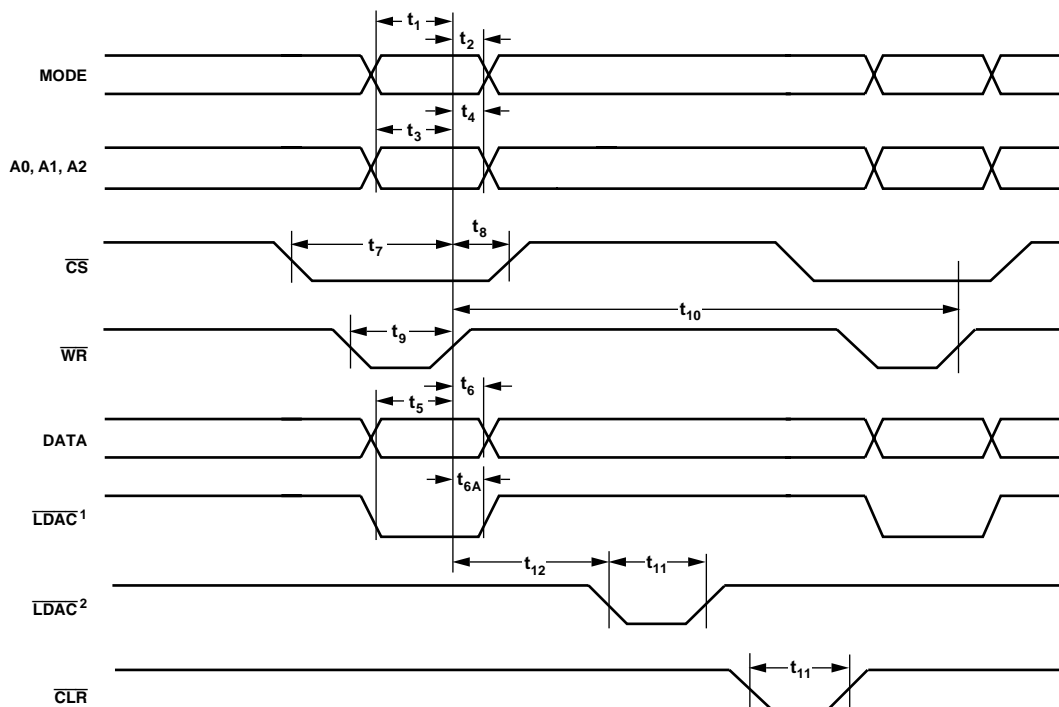 t1
t2
MODE
t4
t3
A0, A1, A2
t7
t8
CS
t10
t9
WR
t6
t5
DATA
t6A
LDAC1
t12
t11
LDAC2
t11
CLR